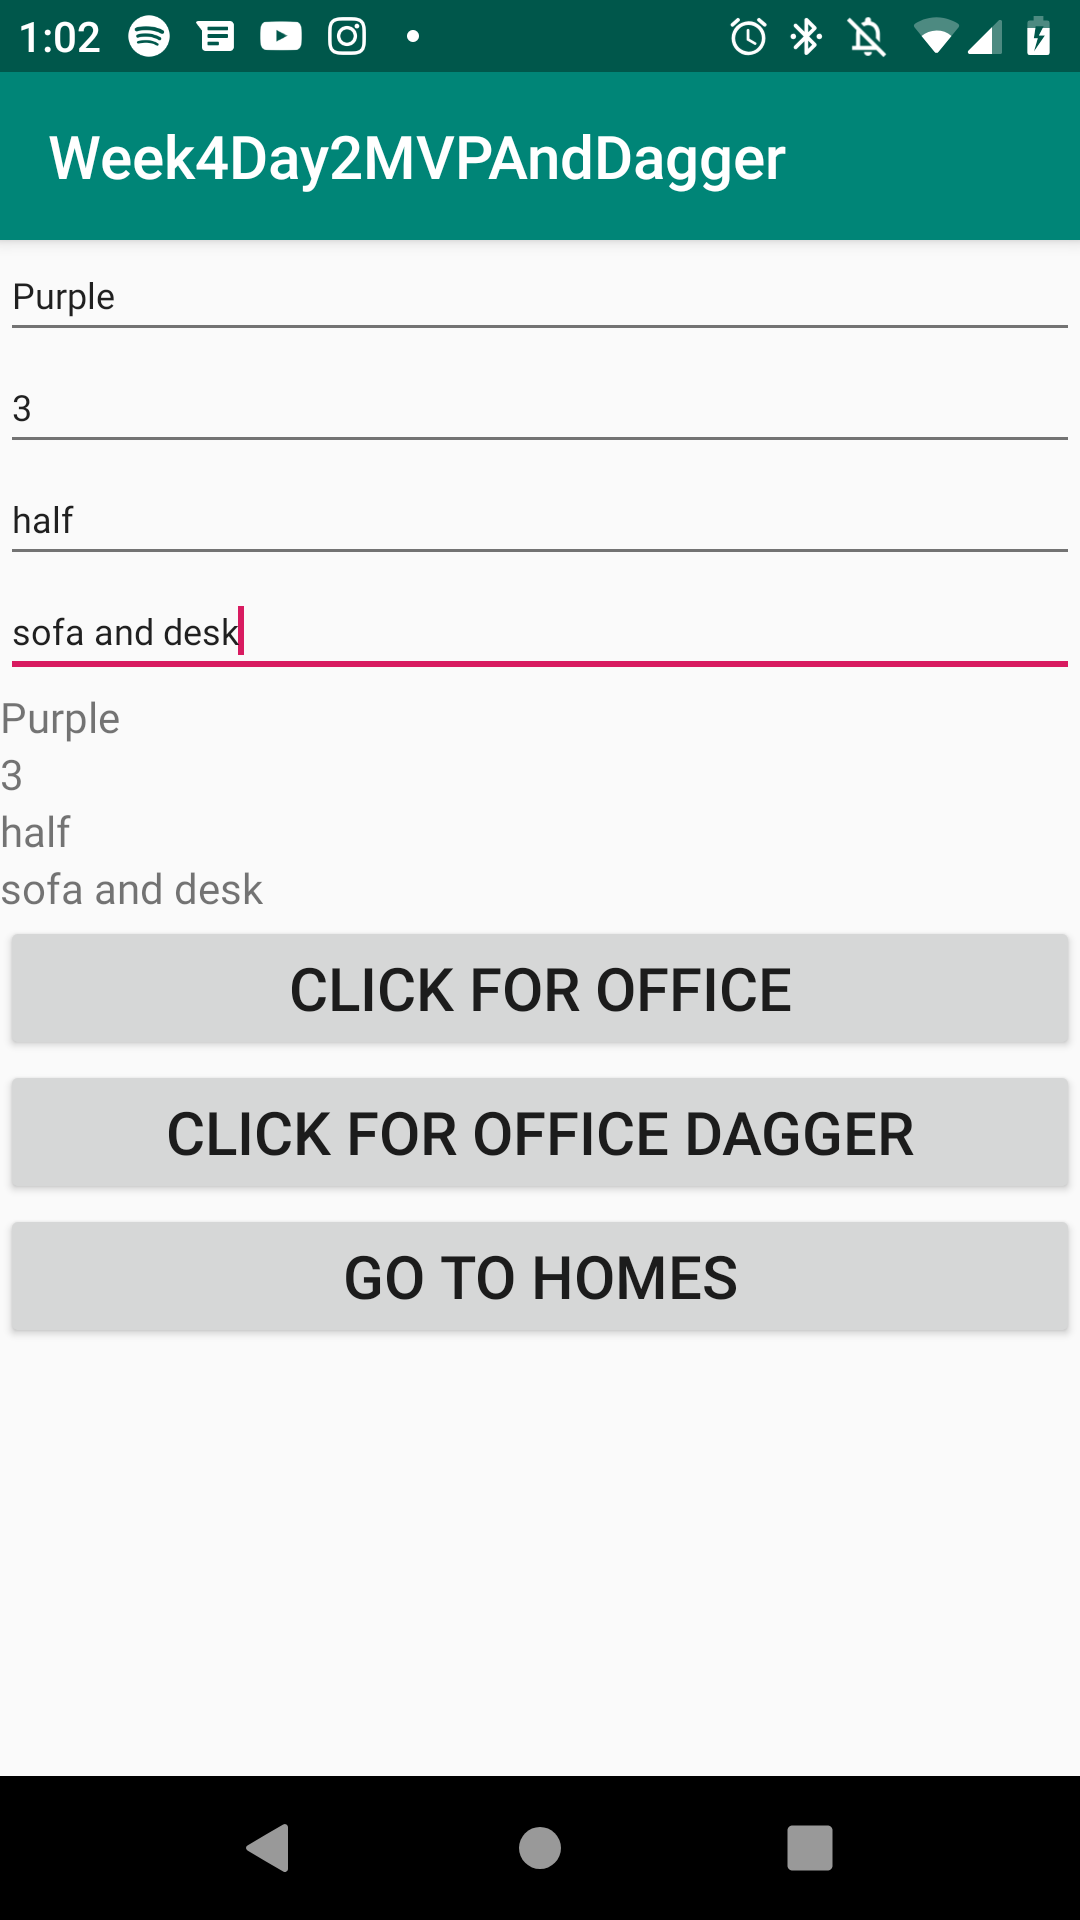 1:02
Week4Day2MVPAndDagger
Purple
3
half
sofa and desk
Purple
3
half
sofa and desk
CLICK FOR OFFICE
CLICK FOR OFFICE DAGGER
GO TO HOMES